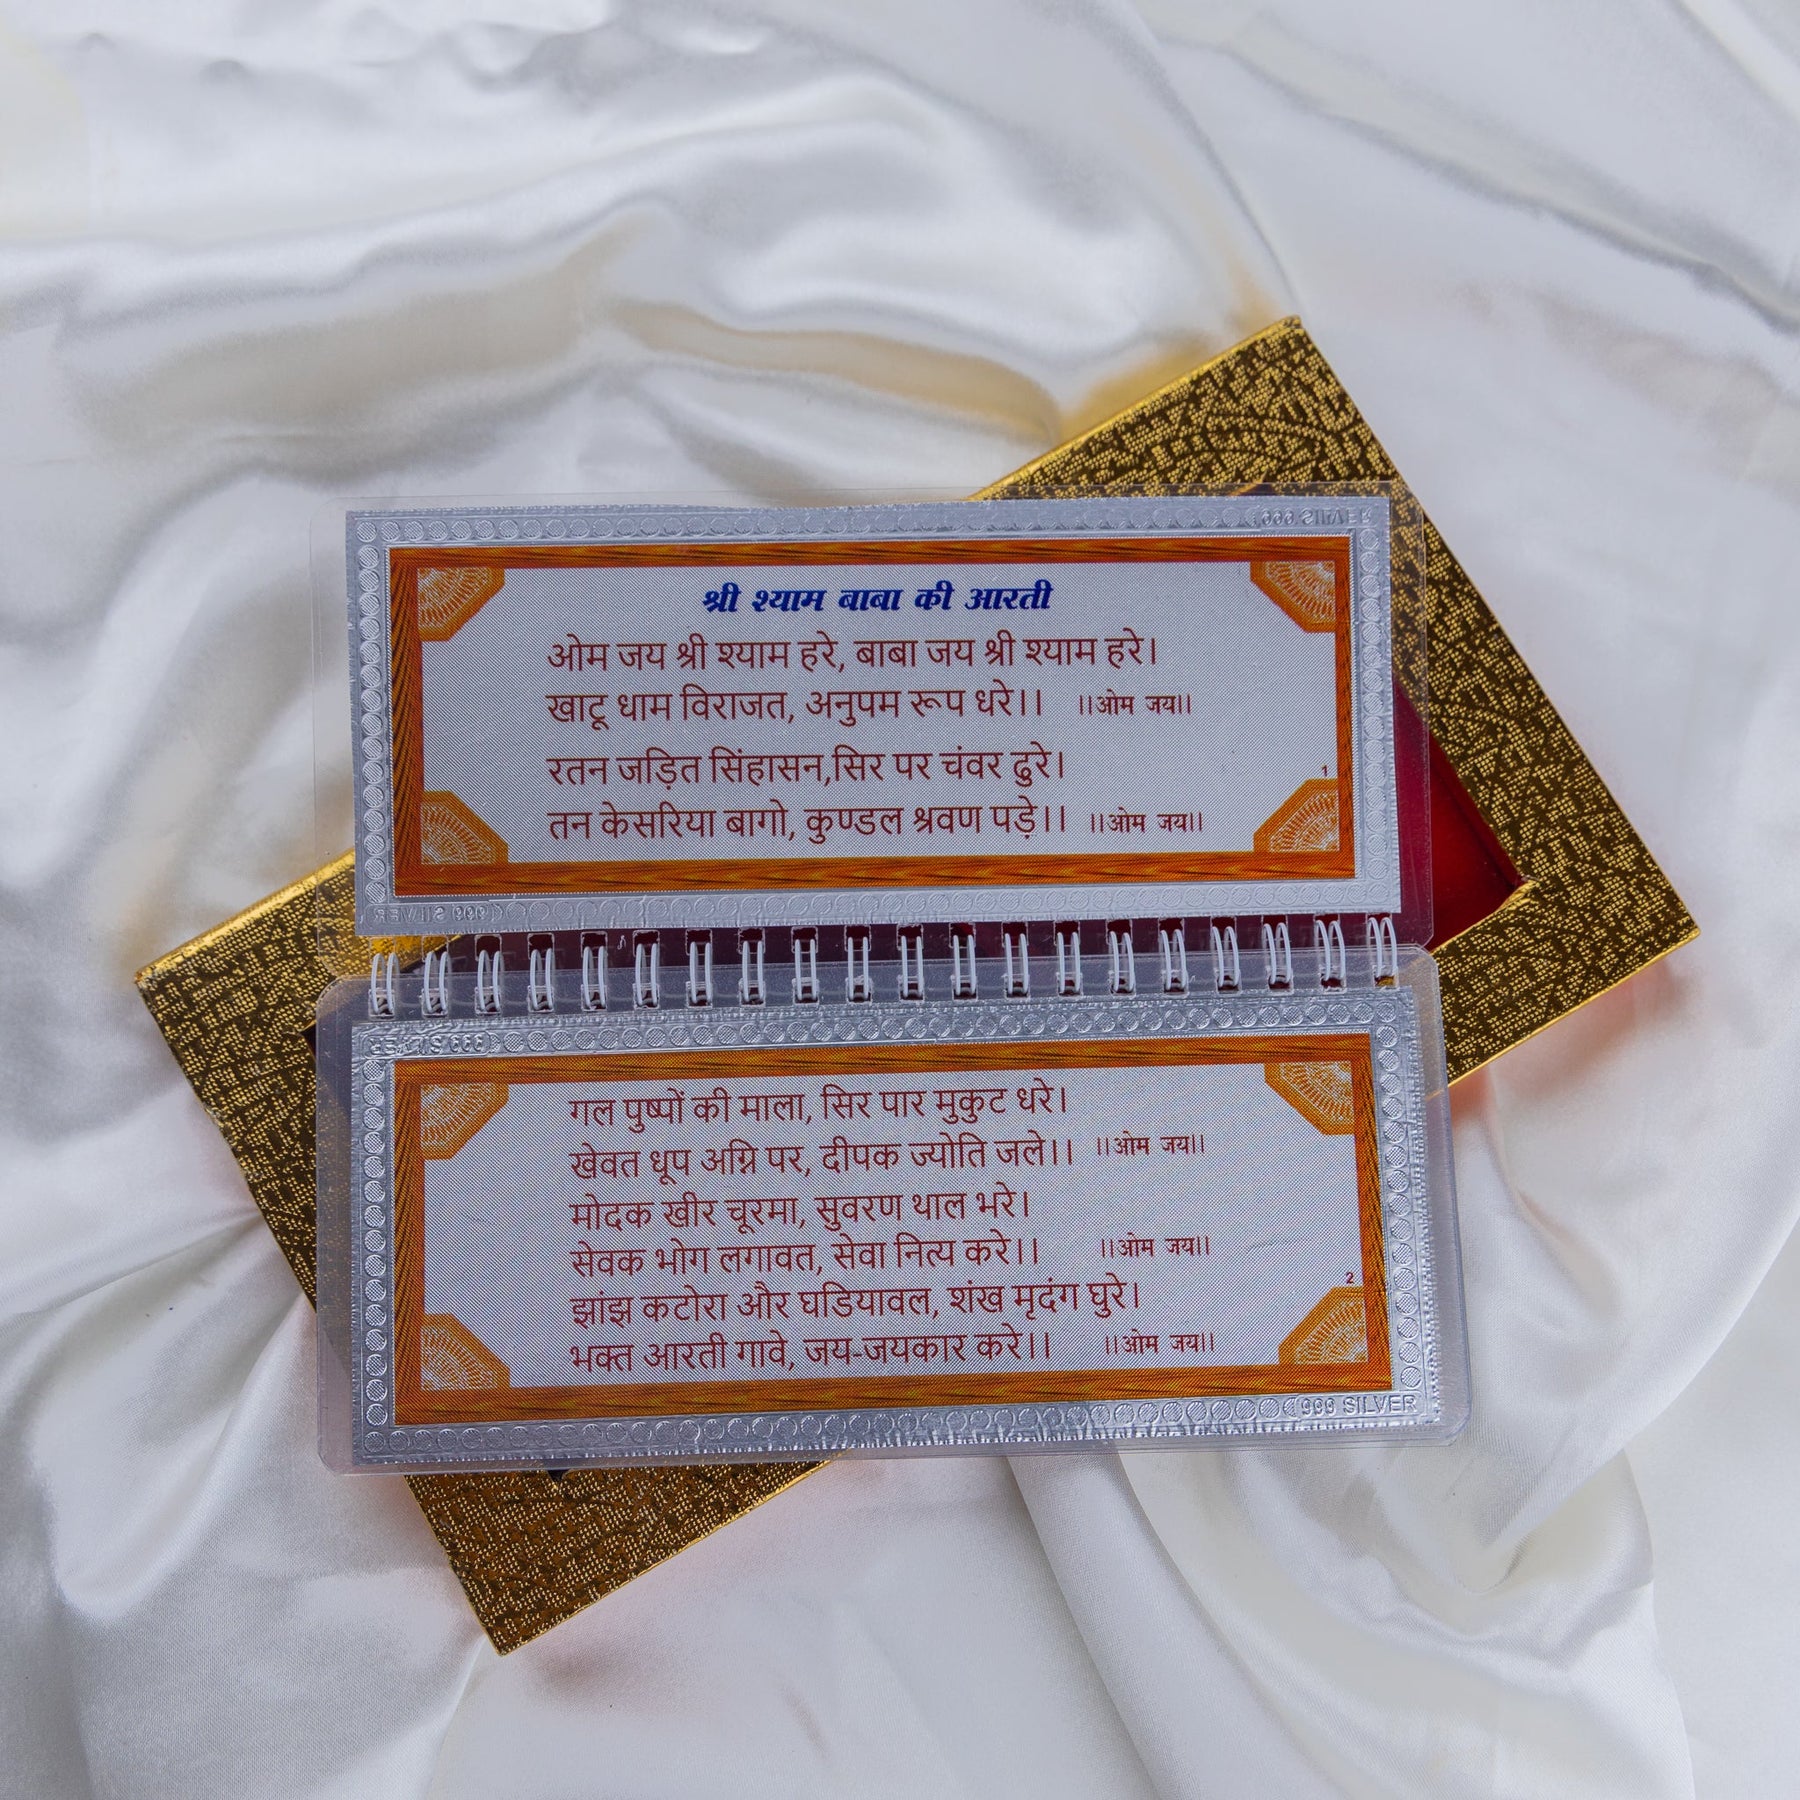 999 SILVER
श्री श्याम बाबा की आरती
ओम जय श्री श्याम हरे, बाबा जय श्री श्याम हरे।
खाटू धाम विराजत, अनुपम रूप धरे।। ।।ओम जय।।
रतन जड़ित सिंहासन,सिर पर चंवर ढुरे।
1
तन केसरिया बागो, कुण्डल श्रवण पड़े।। ।।ओम जय।।
999 SILVER
999 SILVER
गल पुष्पों की माला, सिर पार मुकुट धरे।
खेवत धूप अग्नि पर, दीपक ज्योति जले।। ।।ओम जय।।
मोदक खीर चूरमा, सुवरण थाल भरे।
सेवक भोग लगावत, सेवा नित्य करे।। ।।ओम जय।।
2
झांझ कटोरा और घडियावल, शंख मृदंग घुरे।
भक्त आरती गावे, जय-जयकार करे।। ।।ओम जय।।
999 SILVER